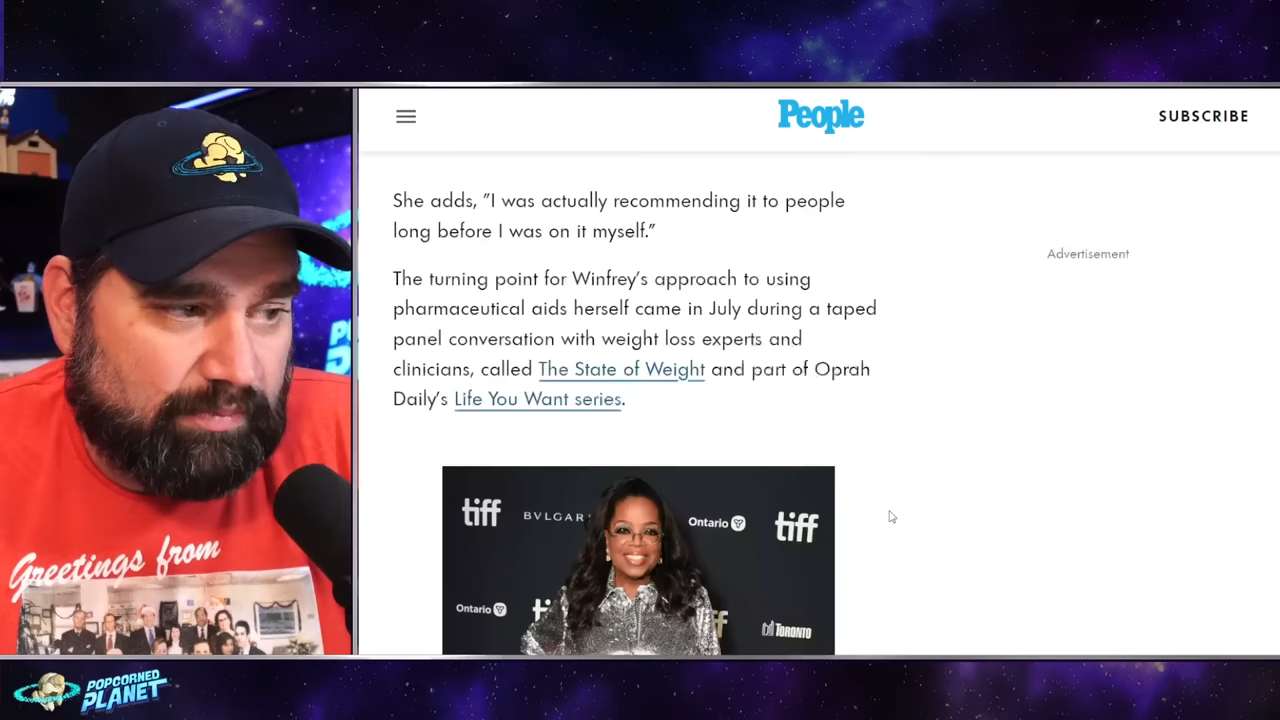 People
SUBSCRIBE
She adds, ”I was actually recommending it to people
long before I was on it myself.”
Advertisement
The turning point for Winfrey’s approach to using
pharmaceutical aids herself came in July during a taped
panel conversation with weight loss experts and
clinicians, called The State of Weight and part of Oprah
Daily’s Life You Want series.
tiff
BVLGAR
Ontario
tiff
Ontario
ti
ff
TORONTO
Greetings from
POPCORNED
PLANET